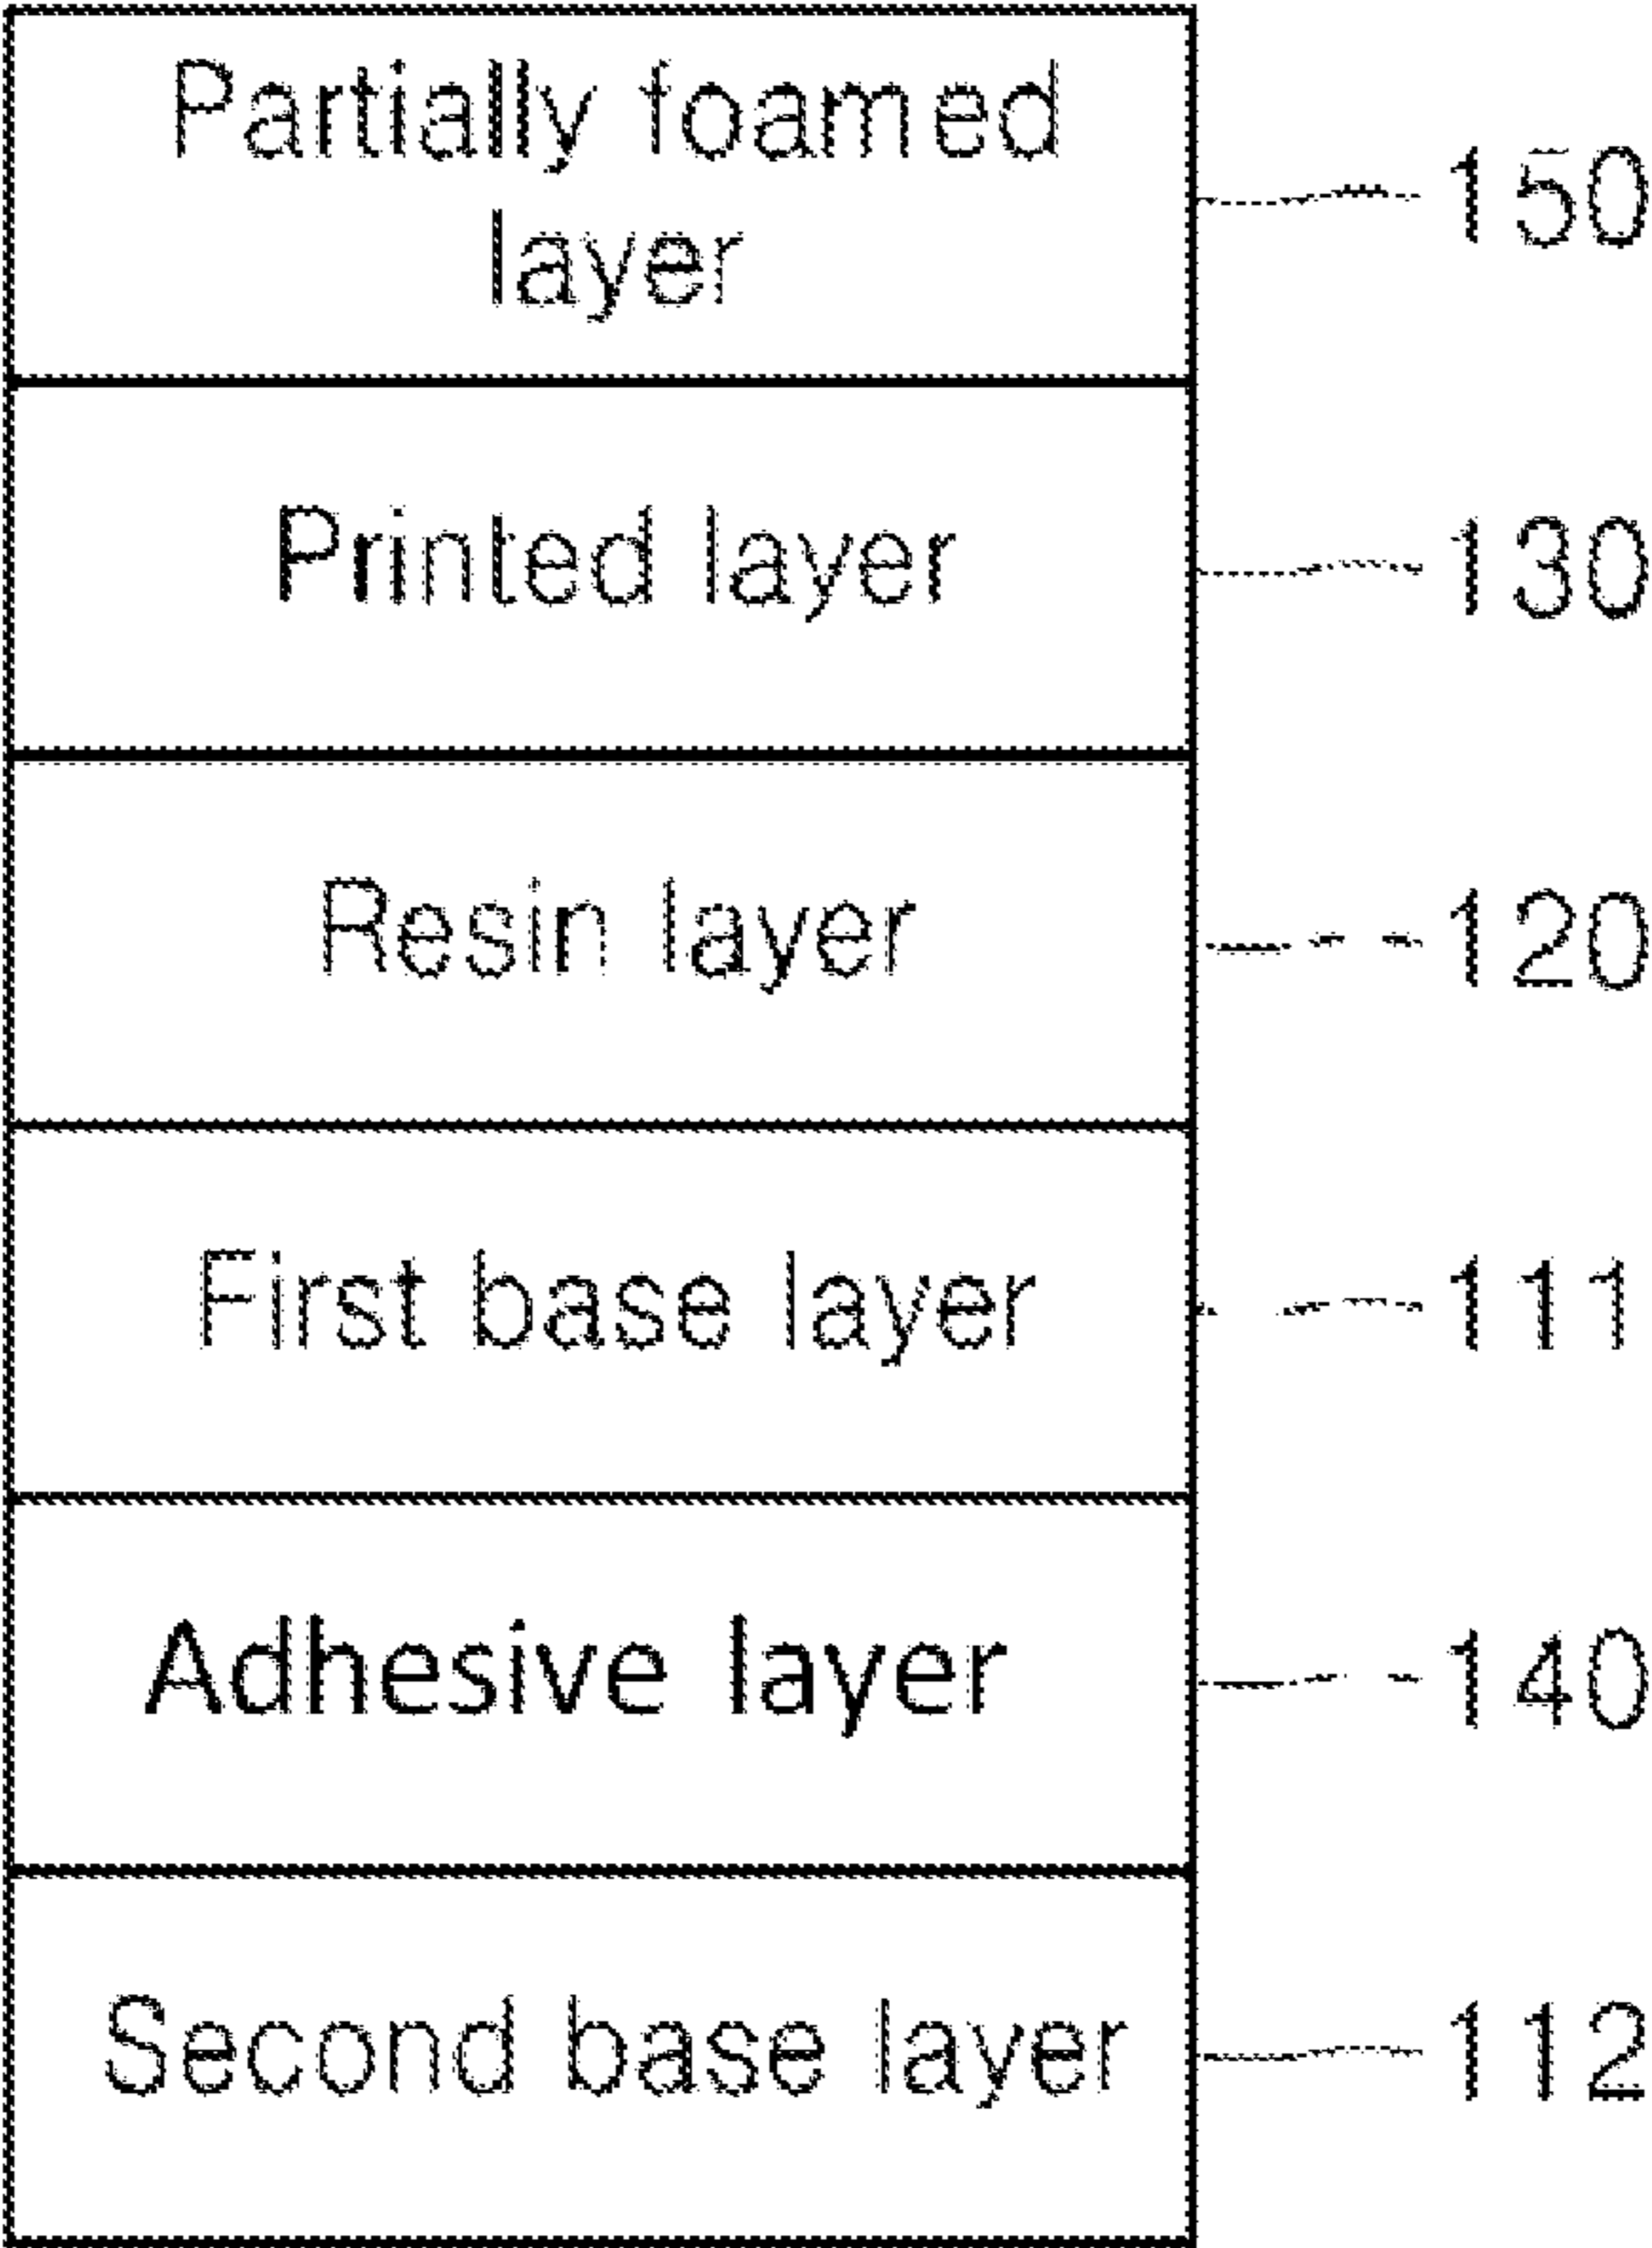 Partially foamed
layer
150
Printed layer
130
Resin layer
120
First base layer
111
Adhesive layer
140
Second base layer
112